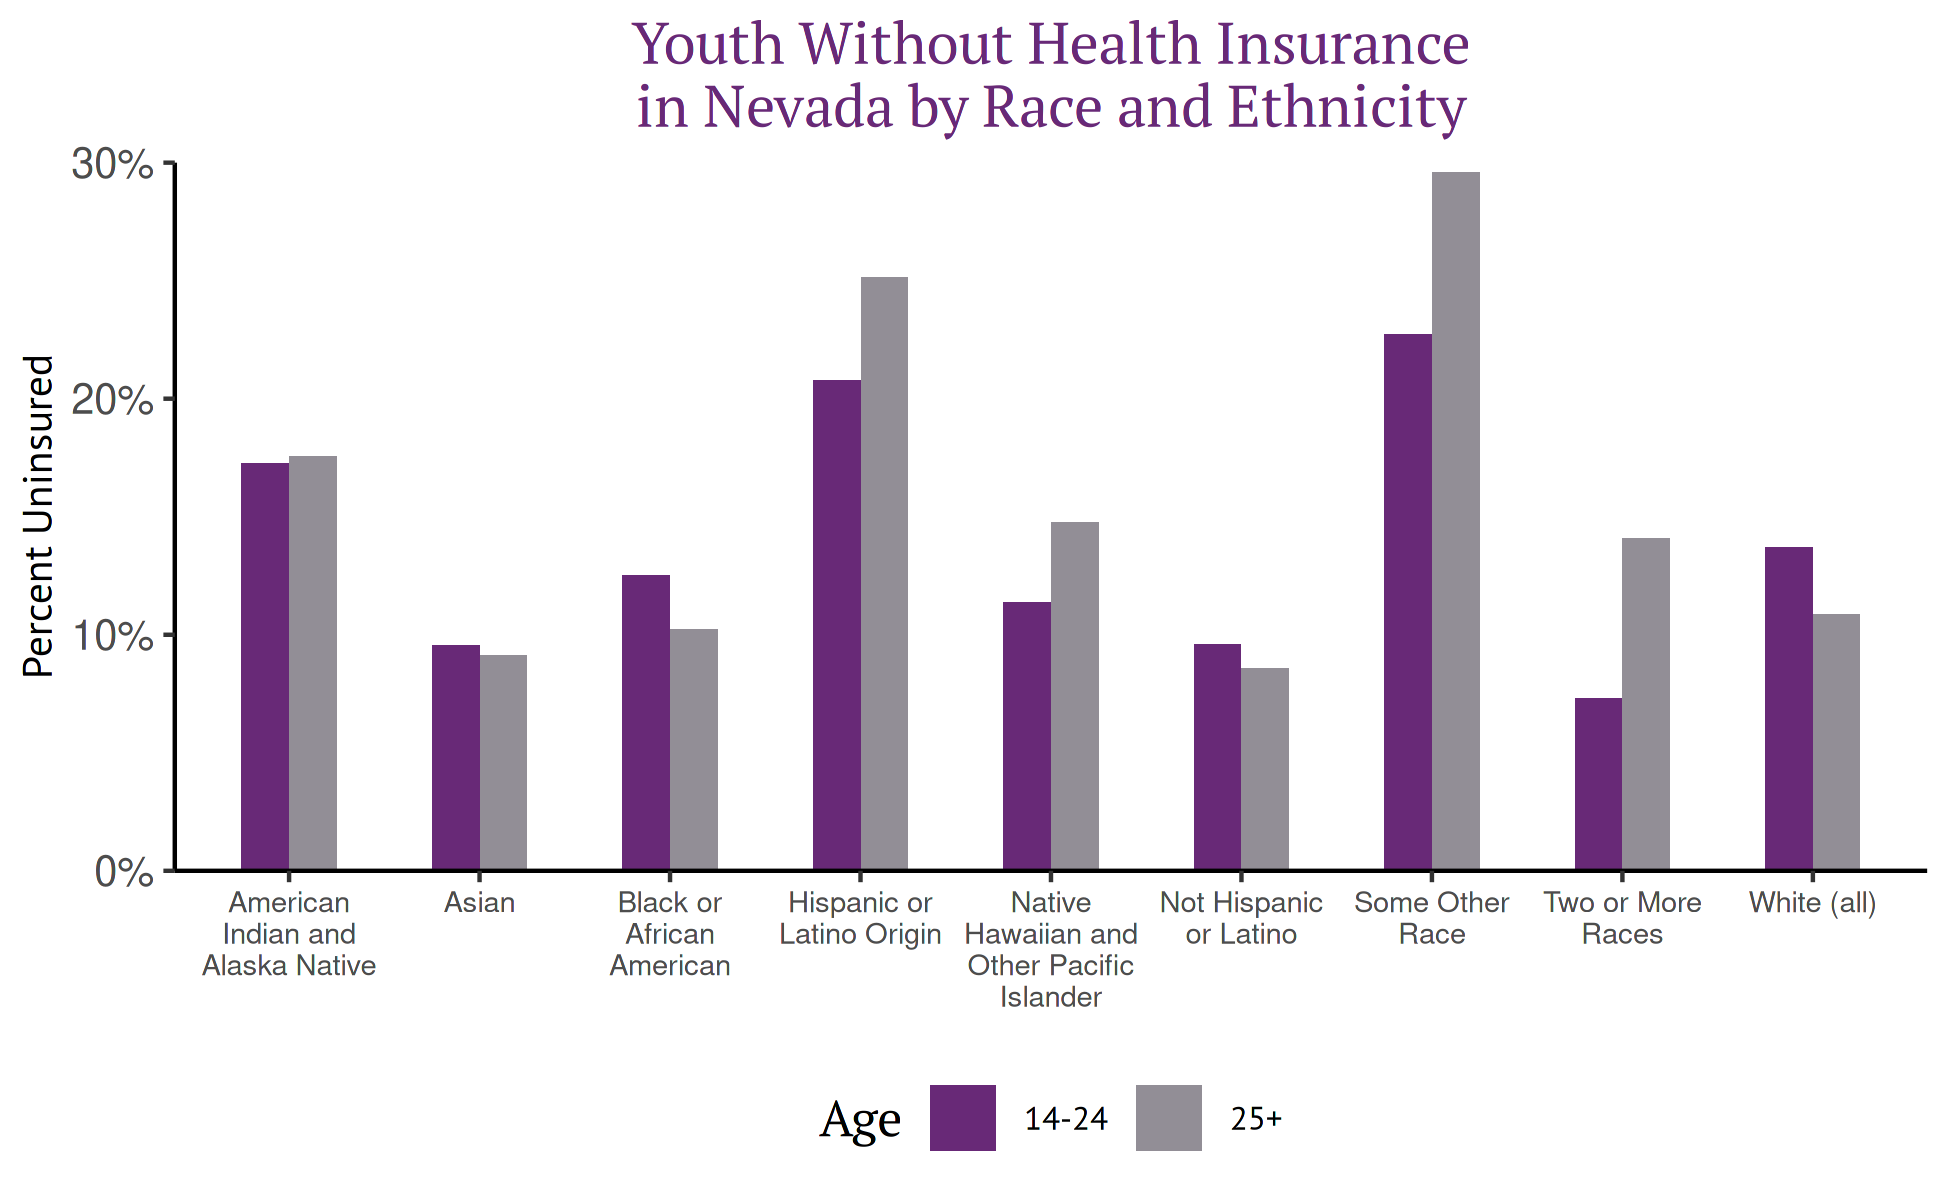 Youth Without Health Insurance
in Nevada by Race and Ethnicity
Percent Uninsured
30%
20%
10%
0%
American
Indian and
Alaska Native
Asian
Black or
African
American
Hispanic or
Latino Origin
Native
Hawaiian and
Other Pacific
Islander
Not Hispanic
or Latino
Some Other
Race
Two or More
Races
White (all)
Age
14-24
25+